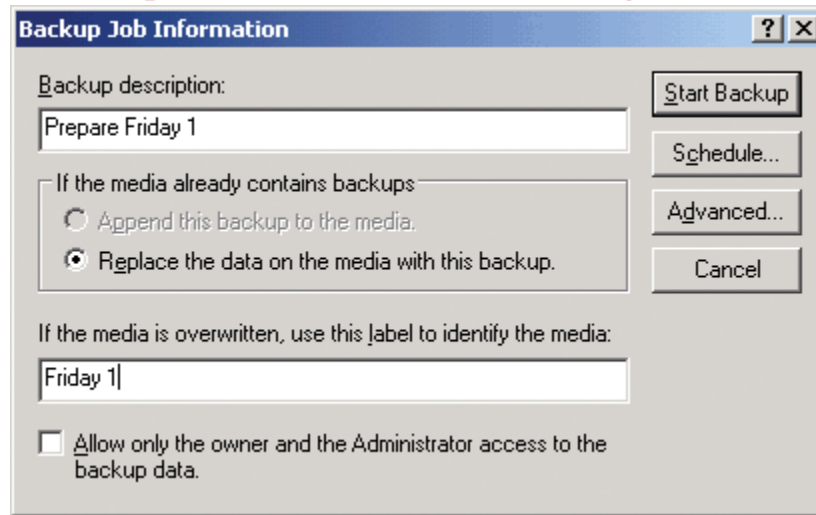 Backup Job Information
Backup description:
Prepare Friday 1
If the media already contains backups
Append this backup to the media.
Replace the data on the media with this backup.
If the media is overwritten, use this label to identify the media:
Friday 1
Allow only the owner and the Administrator access to the
backup data.
Start Backup
Schedule...
Advanced...
Cancel